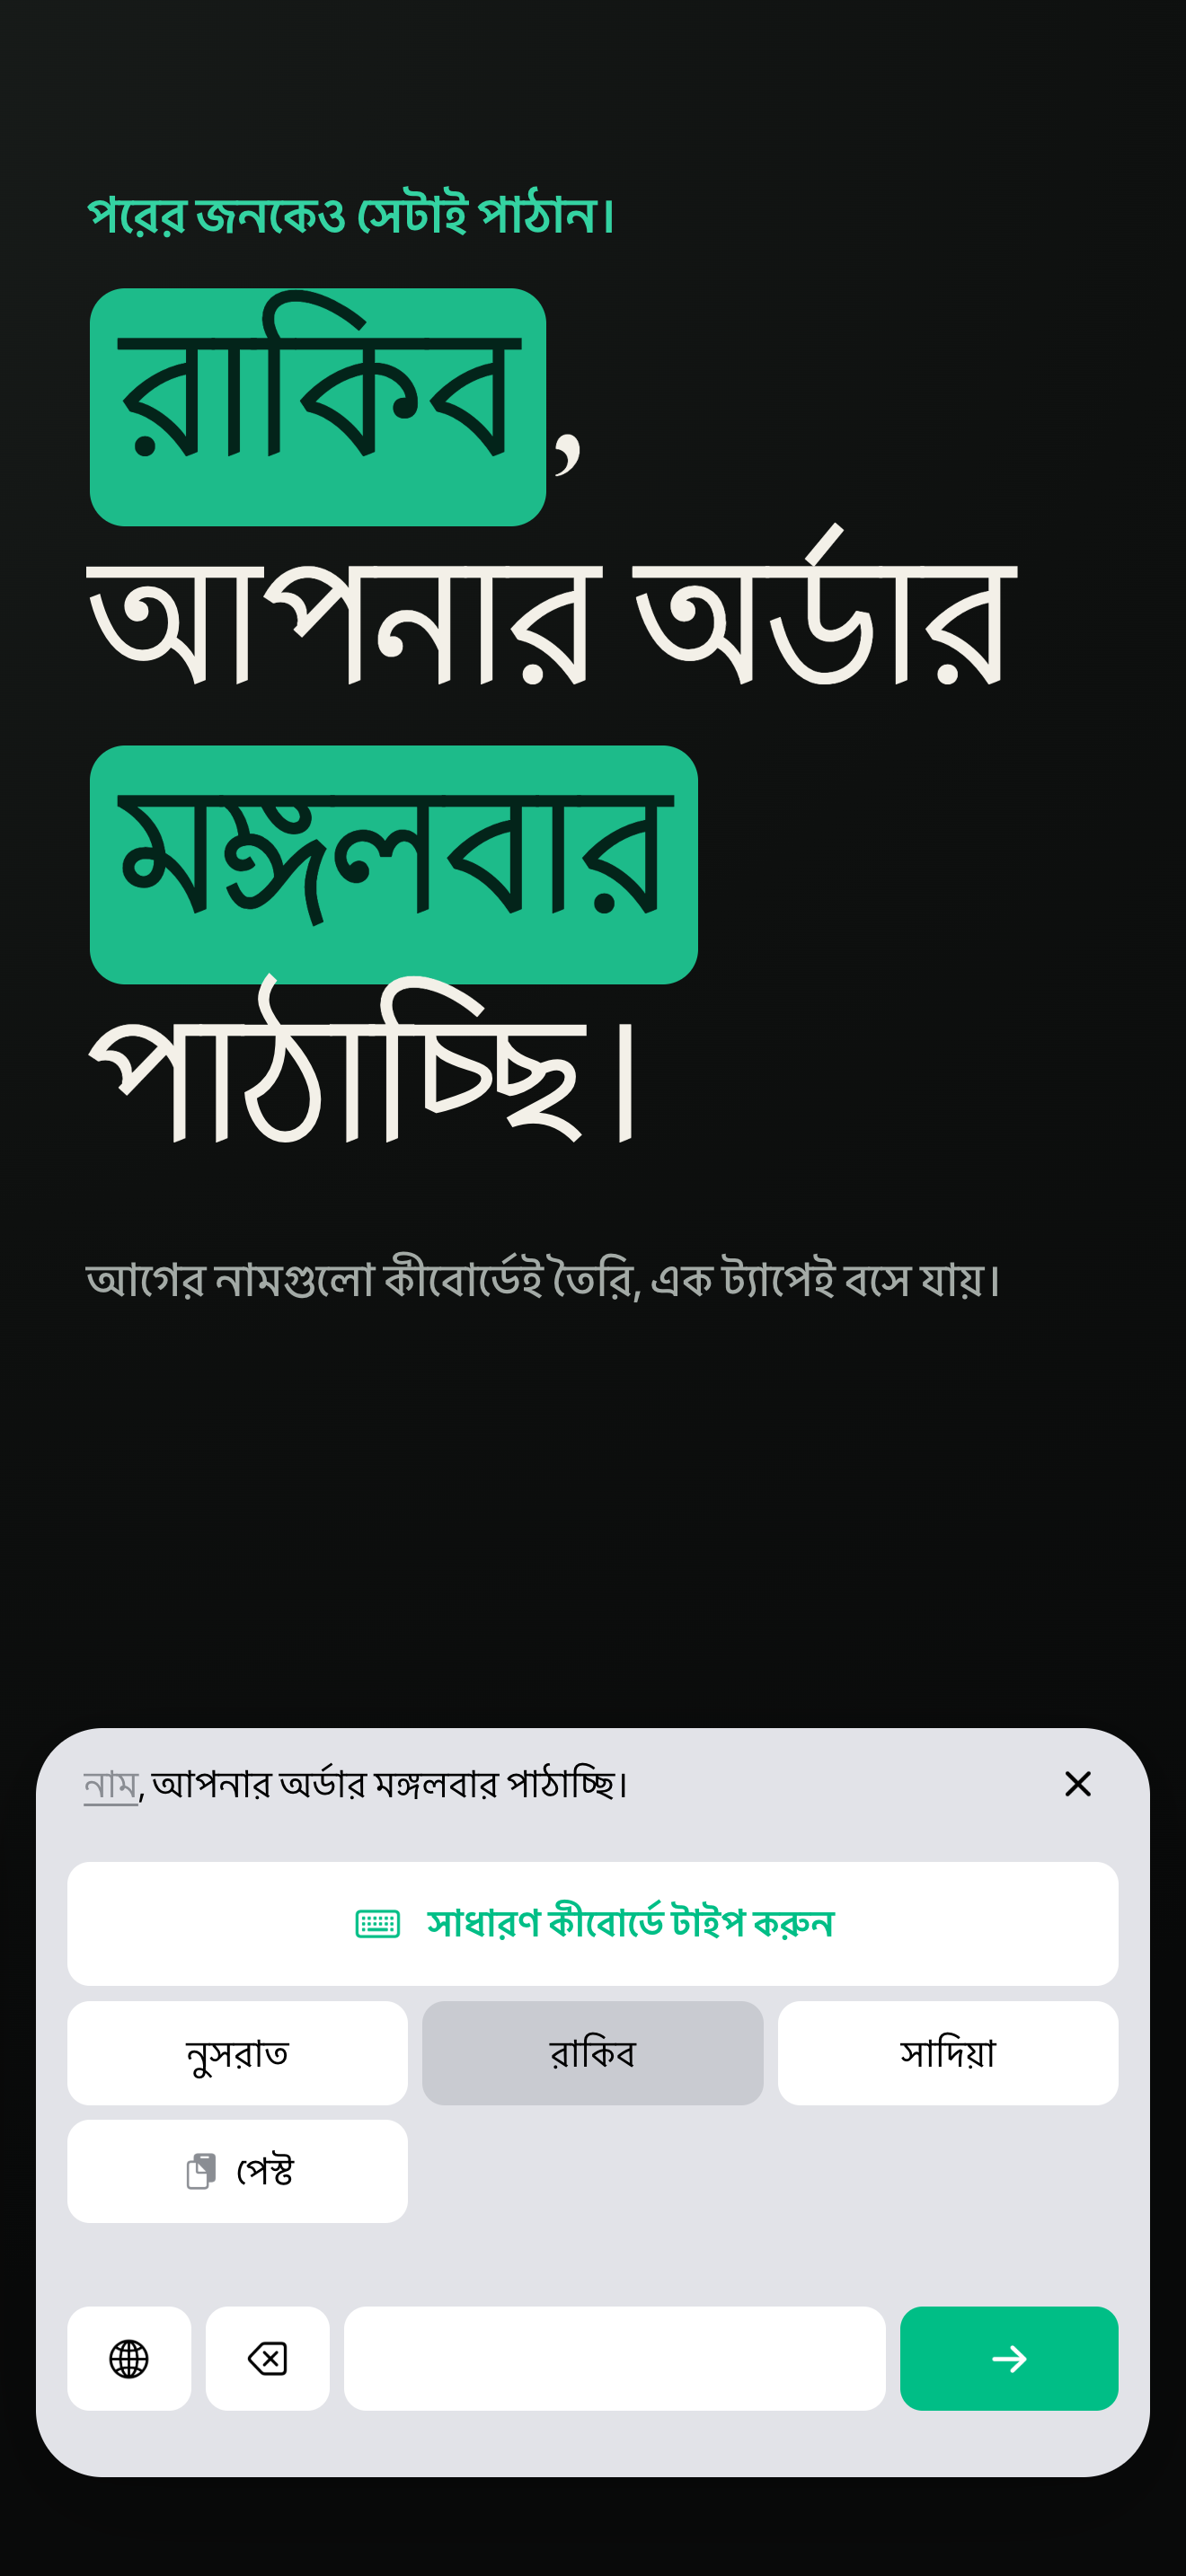 পরের জনকেও সেটাই পাঠান।
রাকিব,
আপনার অর্ডার
মঙ্গলবার
পাঠাচ্ছি।
আগের নামগুলো কীবোর্ডেই তৈরি, এক ট্যাপেই বসে যায়।
নাম, আপনার অর্ডার মঙ্গলবার পাঠাচ্ছি।
সাধারণ কীবোর্ডে টাইপ করুন
নুসরাত রাকিব সাদিয়া
পেস্ট